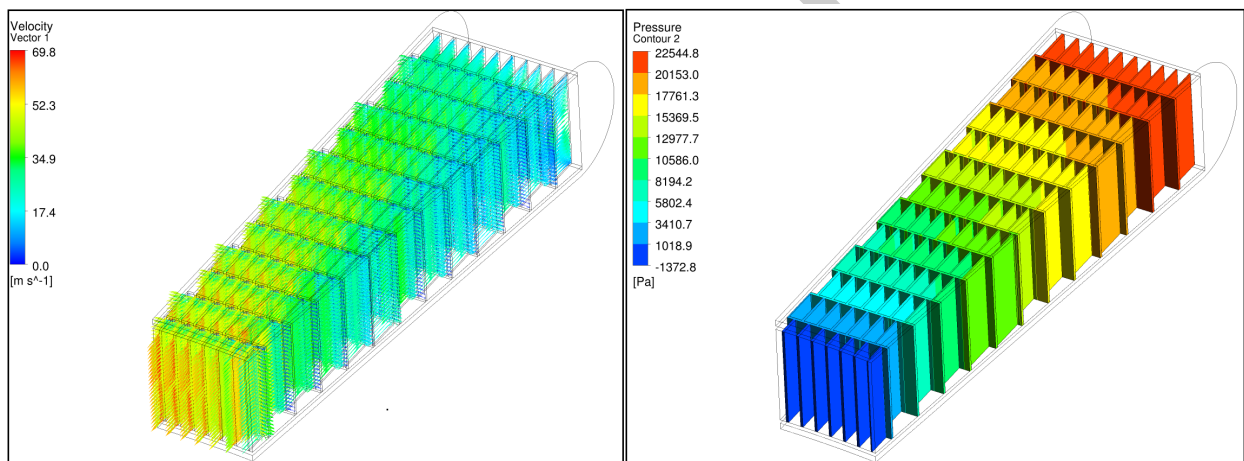 Velocity
Vector 1
69.8
52.3
34.9
17.4
0.0
[m s^-1]
Pressure
Contour 2
22544.8
20153.0
17761.3
15369.5
12977.7
10586.0
8194.2
5802.4
3410.7
1018.9
-1372.8
[Pa]